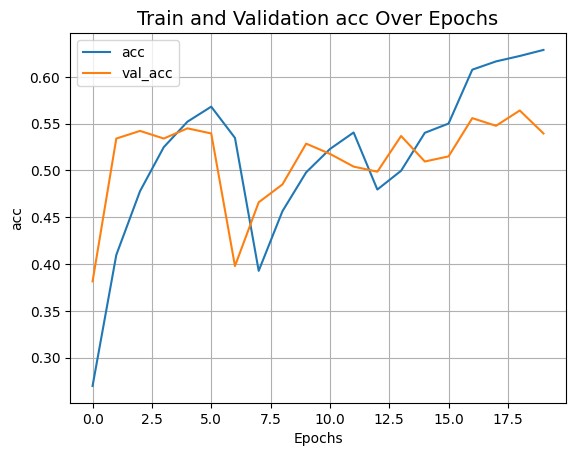 Train and Validation acc Over Epochs
acc
val_acc
0.60
0.55
0.50
0.45
0.40
0.35
0.30
acc
0.0 2.5 5.0 7.5 10.0 12.5 15.0 17.5
Epochs